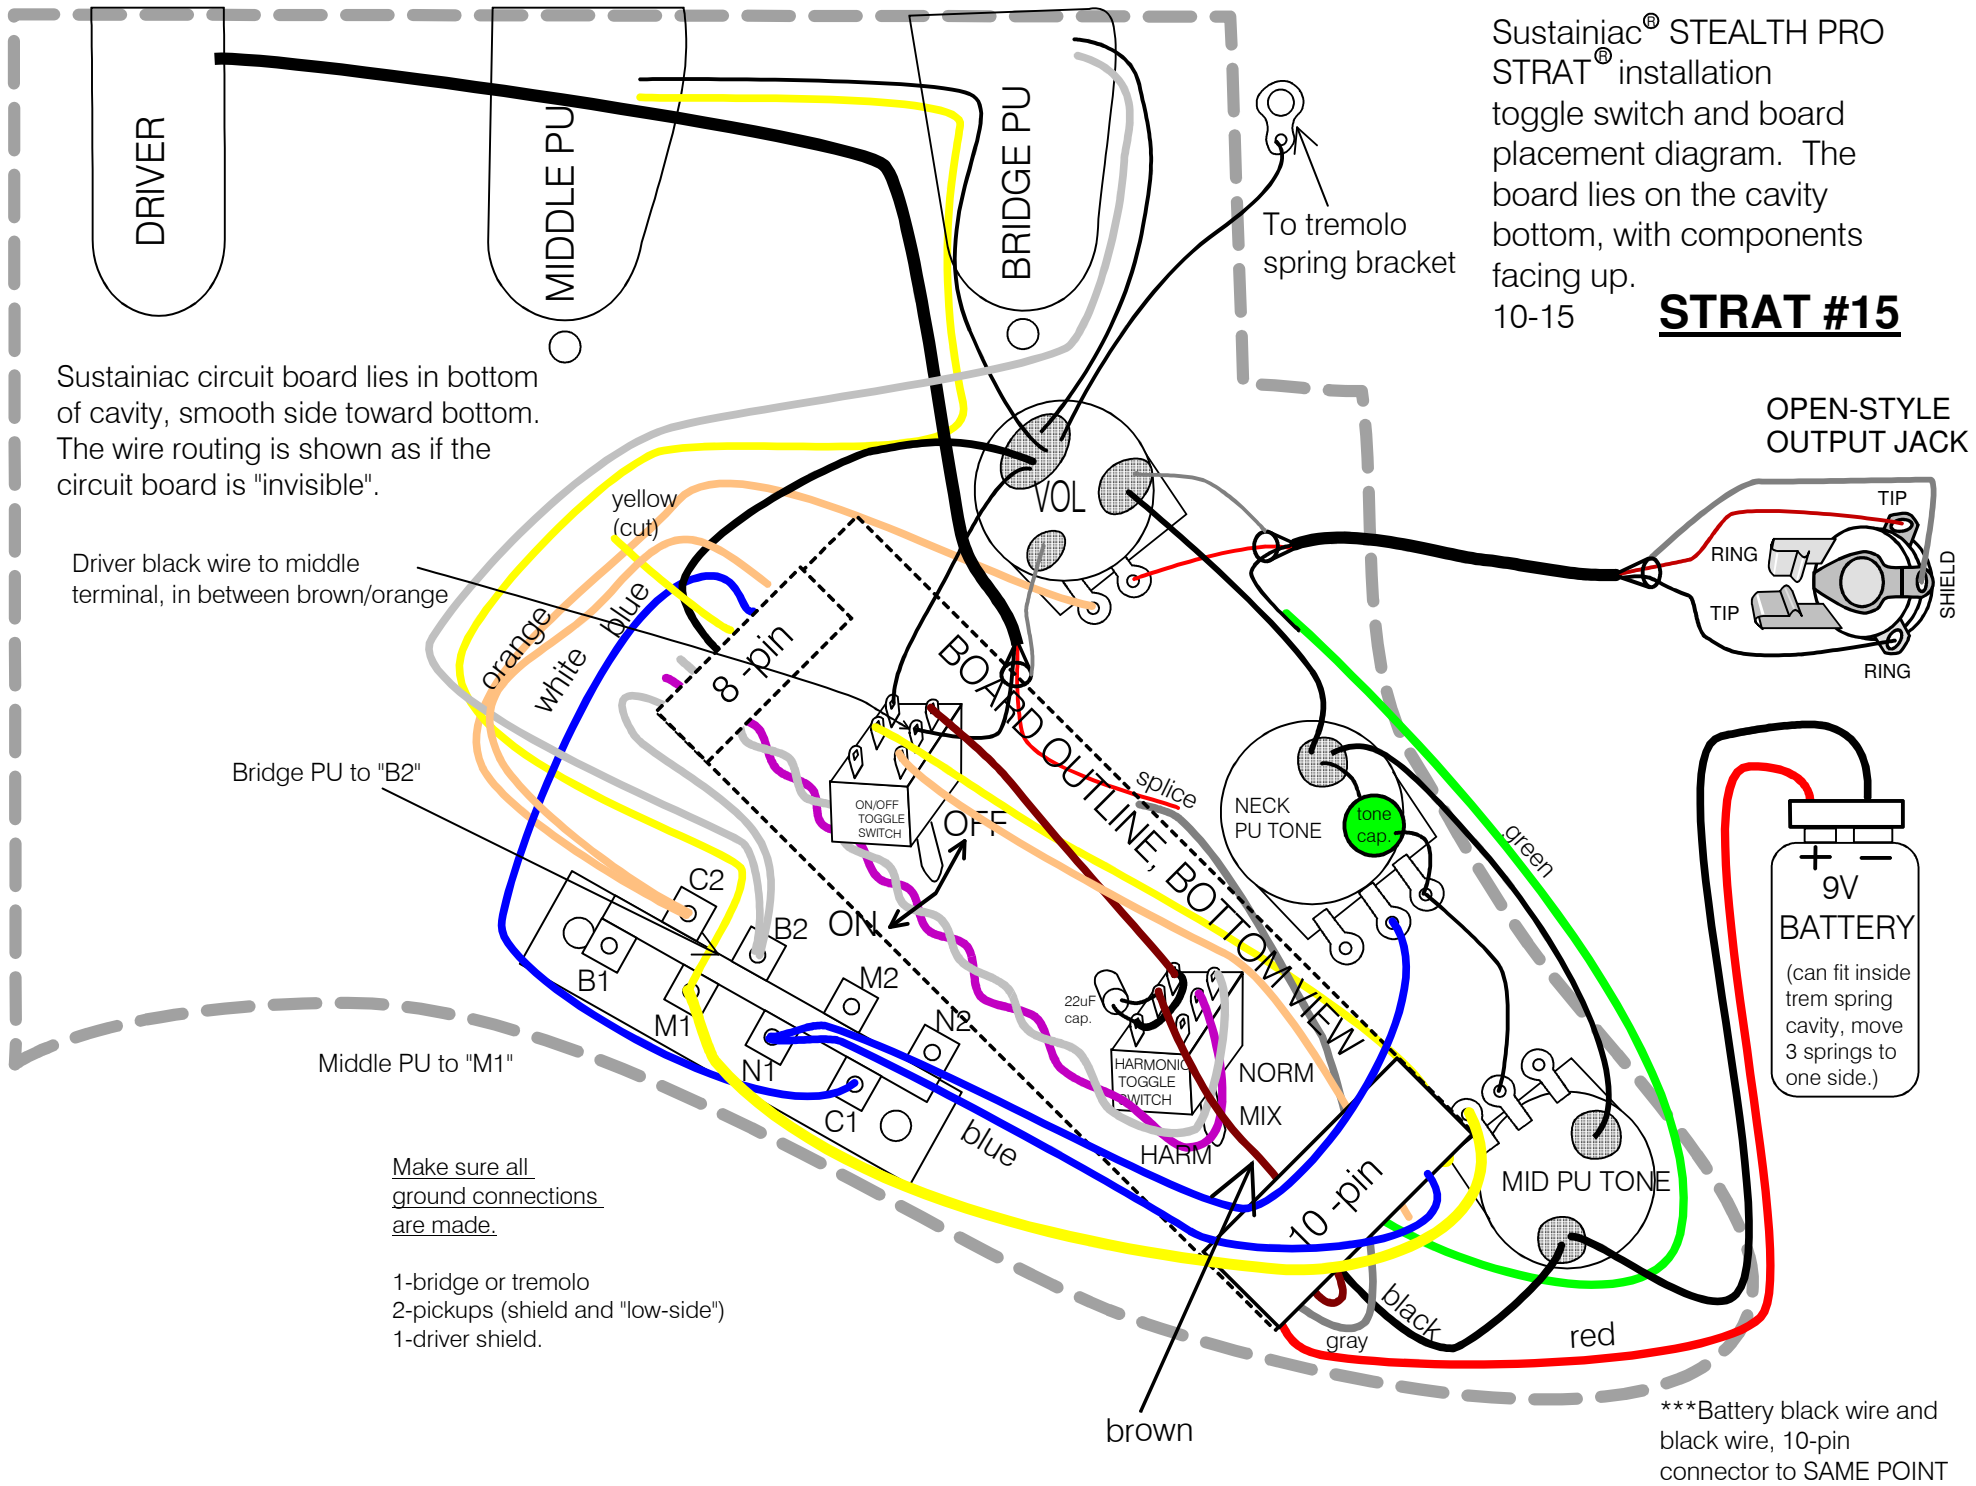 Sustainiac® STEALTH PRO
STRAT® installation
toggle switch and board
placement diagram. The
board lies on the cavity
bottom, with components
facing up.
10-15 STRAT #15
DRIVER
MIDDLE PU
BRIDGE PU
To tremolo
spring bracket
Sustainiac circuit board lies in bottom
of cavity, smooth side toward bottom.
The wire routing is shown as if the
circuit board is "invisible".
OPEN-STYLE
OUTPUT JACK
TIP
RING
TIP
SHIELD
RING
VOL
yellow
(cut)
Driver black wire to middle
terminal, in between brown/orange
orange
white
blue
8 -pin
BOARD OUTLINE, BOTTOM VIEW
Bridge PU to "B2"
ON/OFF
TOGGLE
SWITCH
OFF
ON
splice
NECK
PU TONE
tone
cap.
green
+ –
9V
BATTERY
(can fit inside
trem spring
cavity, move
3 springs to
one side.)
C2
B2
B1
M2
M1
N2
N1
C1
22uF
cap.
HARMONIC
TOGGLE
SWITCH
NORM
MIX
HARM
Middle PU to "M1"
blue
MID PU TONE
10 -pin
Make sure all
ground connections
are made.
1-bridge or tremolo
2-pickups (shield and "low-side")
1-driver shield.
black
gray
red
brown
***Battery black wire and
black wire, 10-pin
connector to SAME POINT